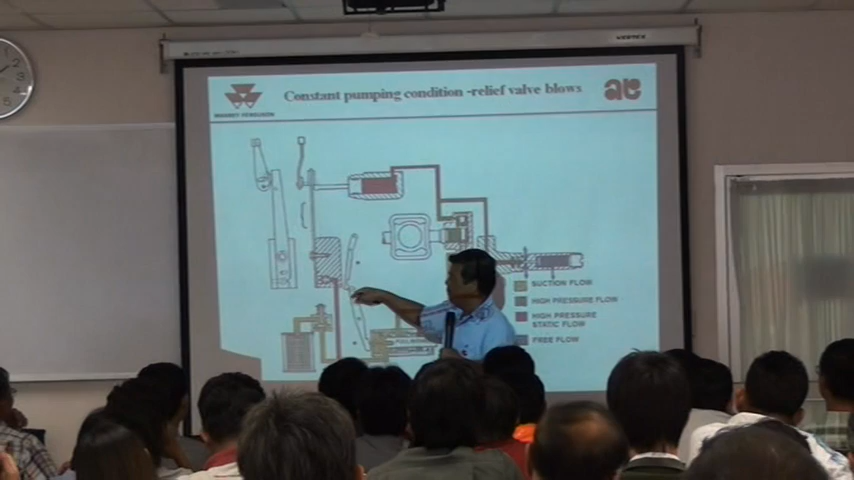 VERTEX
Constant pumping condition -relief valve blows
MASSEY FERGUSON
SUCTION FLOW
HIGH PRESSURE FLOW
HIGH PRESSURE
STATIC FLOW
FREE FLOW